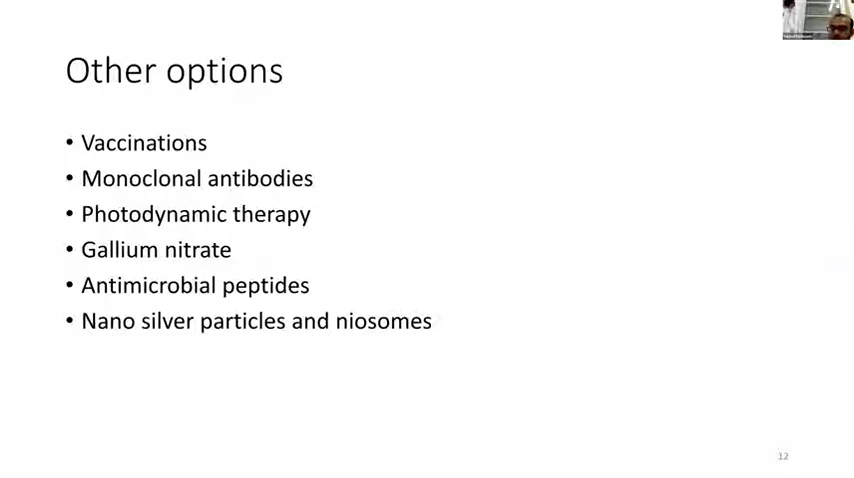 Other options
• Vaccinations
• Monoclonal antibodies
• Photodynamic therapy
• Gallium nitrate
• Antimicrobial peptides
• Nano silver particles and niosomes
12